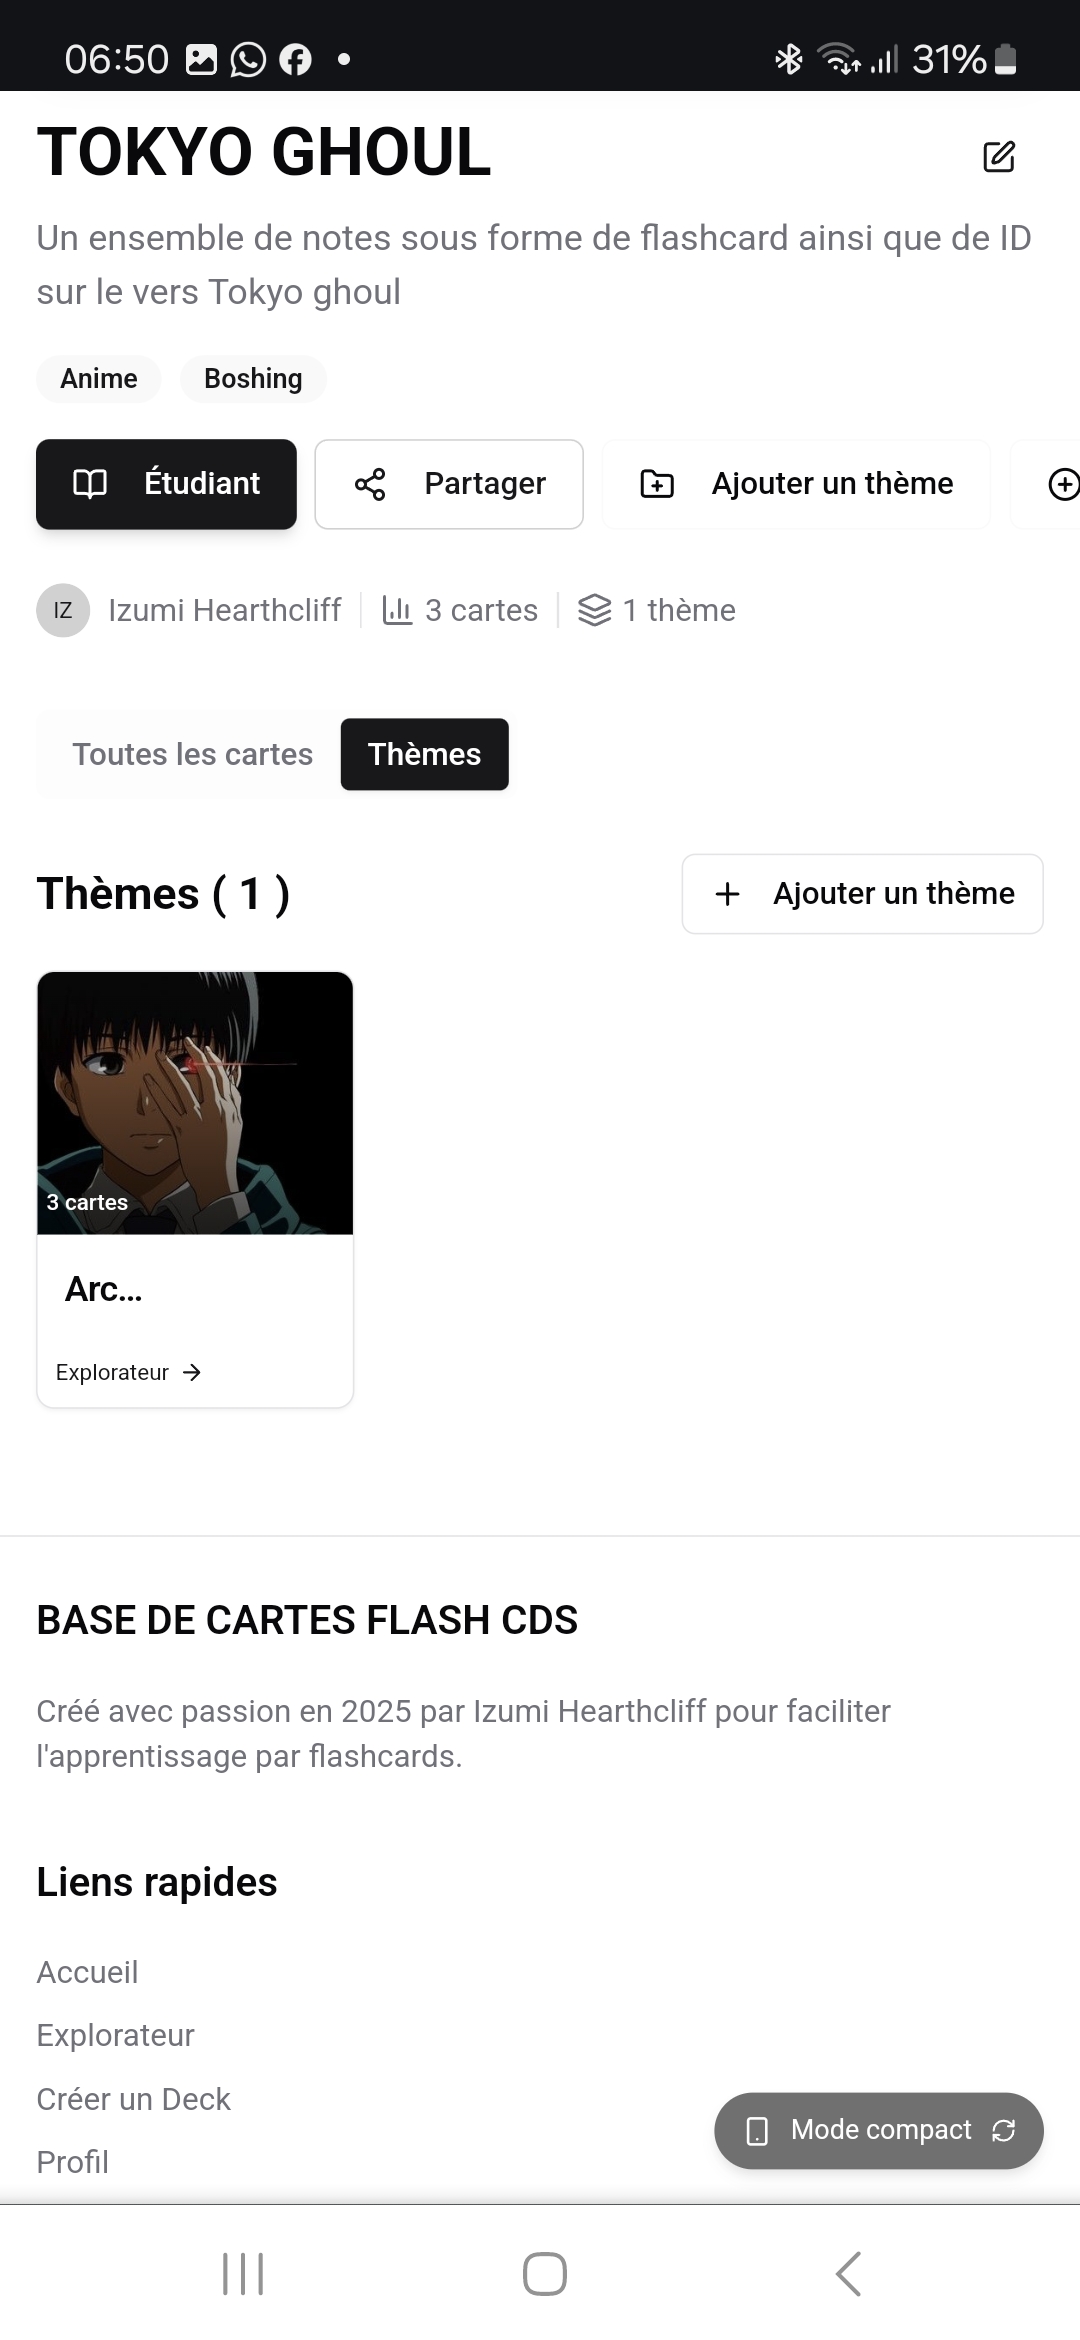 06:50
31%
TOKYO GHOUL
Un ensemble de notes sous forme de flashcard ainsi que de ID
sur le vers Tokyo ghoul
Anime Boshing
Étudiant Partager Ajouter un thème
IZ Izumi Hearthcliff 3 cartes 1 thème
Toutes les cartes Thèmes
Thèmes ( 1 ) Ajouter un thème
3 cartes
Arc...
Explorateur
BASE DE CARTES FLASH CDS
Créé avec passion en 2025 par Izumi Hearthcliff pour faciliter
l'apprentissage par flashcards.
Liens rapides
Accueil
Explorateur
Créer un Deck
Mode compact
Profil